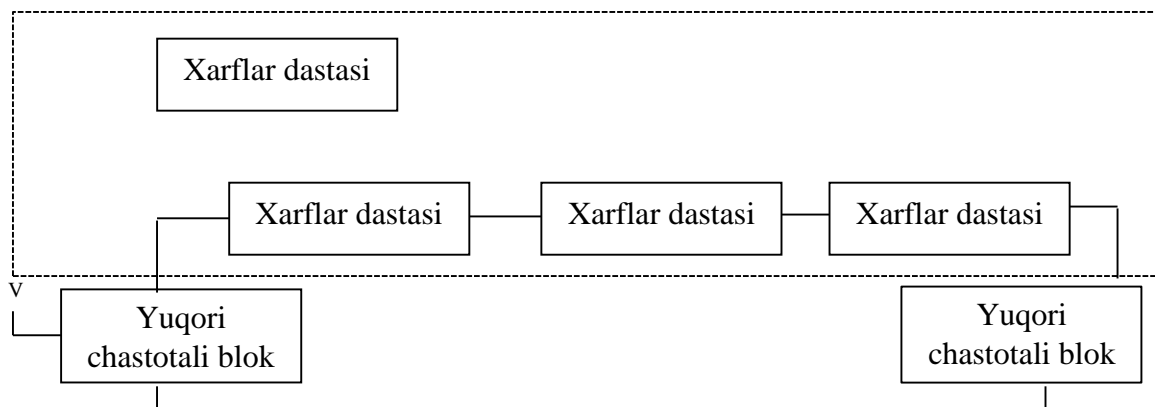 Xarflar dastasi
Xarflar dastasi
Xarflar dastasi
Xarflar dastasi
V
Yuqori
chastotali blok
Yuqori
chastotali blok